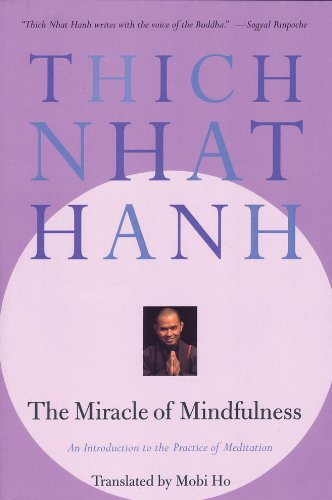 "Thich Nhat Hanh writes with the voice of the Buddha." —Sogyal Rinpoche
THICH
NHAT
HANH
The Miracle of Mindfulness
An Introduction to the Practice of Meditation
Translated by Mobi Ho